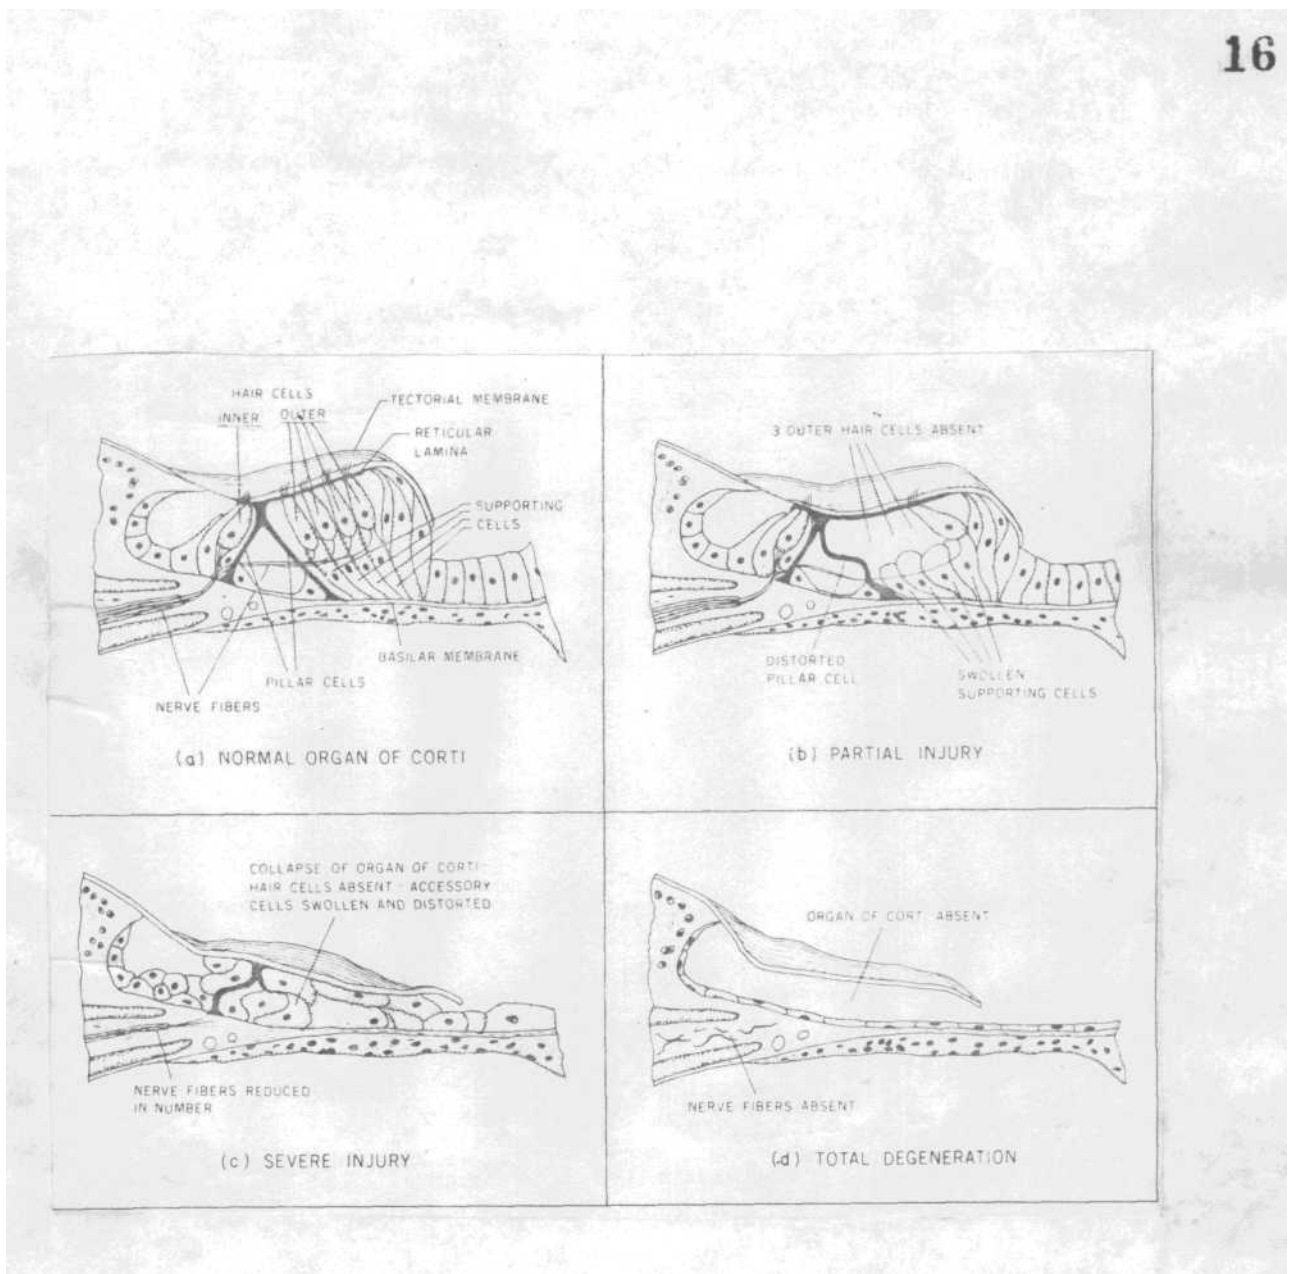 16
HAIR CELLS
INNER
OUTER
TECTORIAL MEMBRANE
RETICULAR
LAMINA
SUPPORTING
CELLS
BASILAR MEMBRANE
PILLAR CELLS
NERVE FIBERS
(a) NORMAL ORGAN OF CORTI
3 OUTER HAIR CELLS ABSENT
DISTORTED
PILLAR CELL
SWOLLEN
SUPPORTING CELLS
(b) PARTIAL INJURY
COLLAPSE OF ORGAN OF CORTI
HAIR CELLS ABSENT - ACCESSORY
CELLS SWOLLEN AND DISTORTED
NERVE FIBERS REDUCED
IN NUMBER
(c) SEVERE INJURY
ORGAN OF CORTI ABSENT
NERVE FIBERS ABSENT
(d) TOTAL DEGENERATION